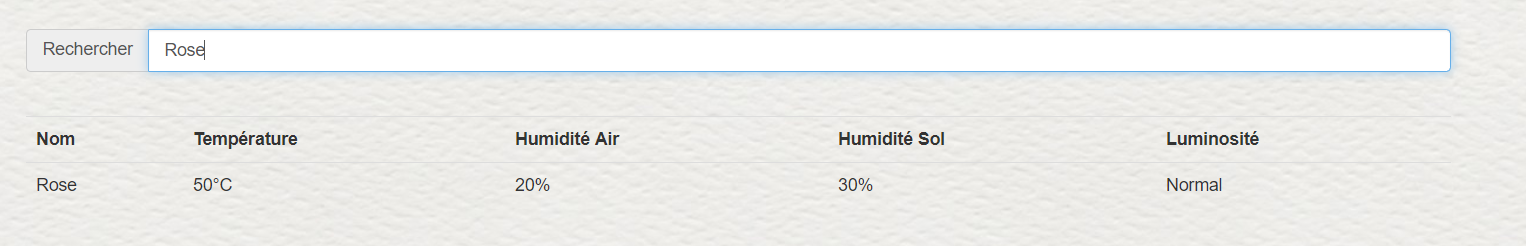 Rechercher Rose
Nom Température Humidité Air Humidité Sol Luminosité
Rose 50°C 20% 30% Normal